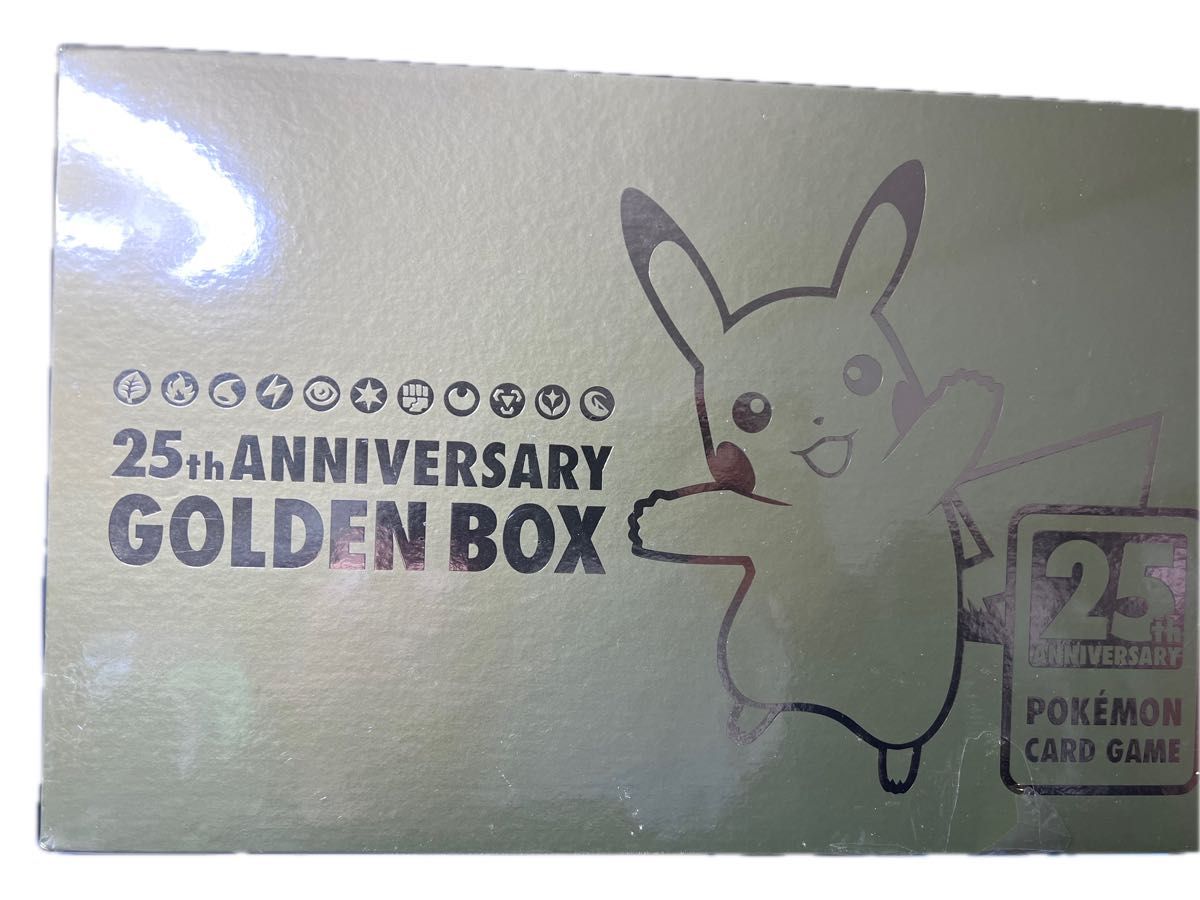 25th ANNIVERSARY
GOLDEN BOX
25th
ANNIVERSARY
POKÉMON
CARD GAME